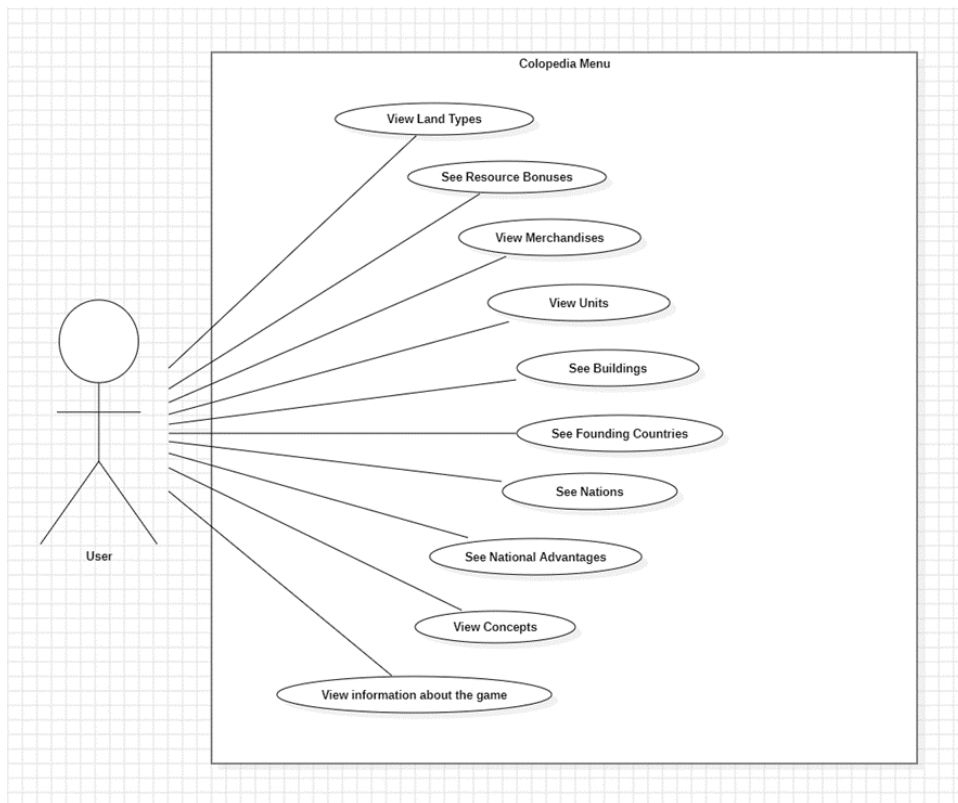 Colopedia Menu
View Land Types
See Resource Bonuses
View Merchandises
View Units
See Buildings
See Founding Countries
See Nations
See National Advantages
User
View Concepts
View information about the game